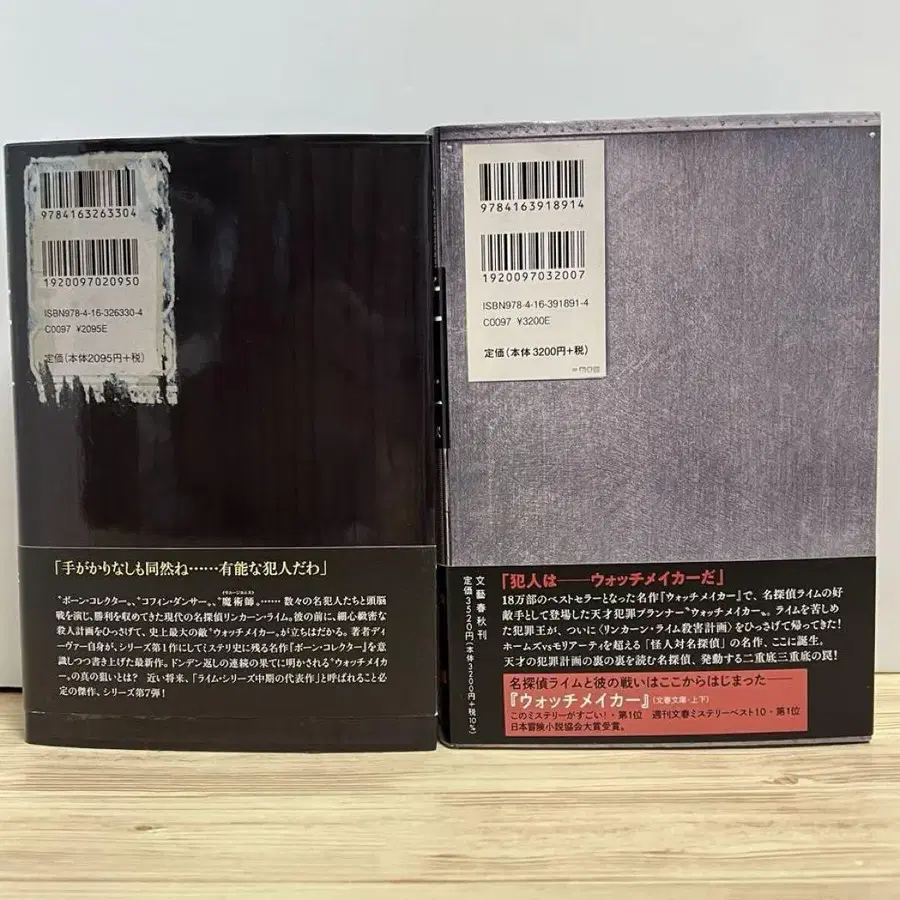 9784163263304
1920097020950
ISBN978-4-16-326330-4
C0097 ¥2095E
定価(本体2095円+税)
「手がかりなしも同然ね……有能な犯人だわ」
イリュージョニスト
〝ボーン・コレクター〟、〝コフィン・ダンサー〟、〝魔術師〟……数々の名犯人たちと頭脳
戦を演じ、勝利を収めてきた現代の名探偵リンカーン・ライム。彼の前に、細心緻密な
殺人計画をひっさげて、史上最大の敵〝ウォッチメイカー〟が立ちはだかる。著者ディ
ーヴァー自身が、シリーズ第1作にしてミステリ史に残る名作『ボーン・コレクター』を意
識しつつ書き上げた最新作。ドンデン返しの連続の果てに明かされる〝ウォッチメイカ
ー〟の真の狙いとは? 近い将来、「ライム・シリーズ中期の代表作」と呼ばれること必
定の傑作、シリーズ第7弾!
9784163918914
1920097032007
ISBN978-4-16-391891-4
C0097 ¥3200E
定価(本体3200円+税)
文藝春秋刊
定価3520円(本体3200円+税10%)
「犯人は——ウォッチメイカーだ」
18万部のベストセラーとなった名作『ウォッチメイカー』で、名探偵ライムの好
敵手として登場した天才犯罪プランナー〝ウォッチメイカー〟。ライムを苦しめ
た犯罪王が、ついに〈リンカーン・ライム殺害計画〉をひっさげて帰ってきた!
ホームズvsモリアーティを超える「怪人対名探偵」の名作、ここに誕生。
天才の犯罪計画の裏の裏を読む名探偵、発動する二重底三重底の罠!
名探偵ライムと彼の戦いはここからはじまった——
『ウォッチメイカー』(文春文庫・上下)
このミステリーがすごい!・第1位 週刊文春ミステリーベスト10・第1位
日本冒険小説協会大賞受賞。